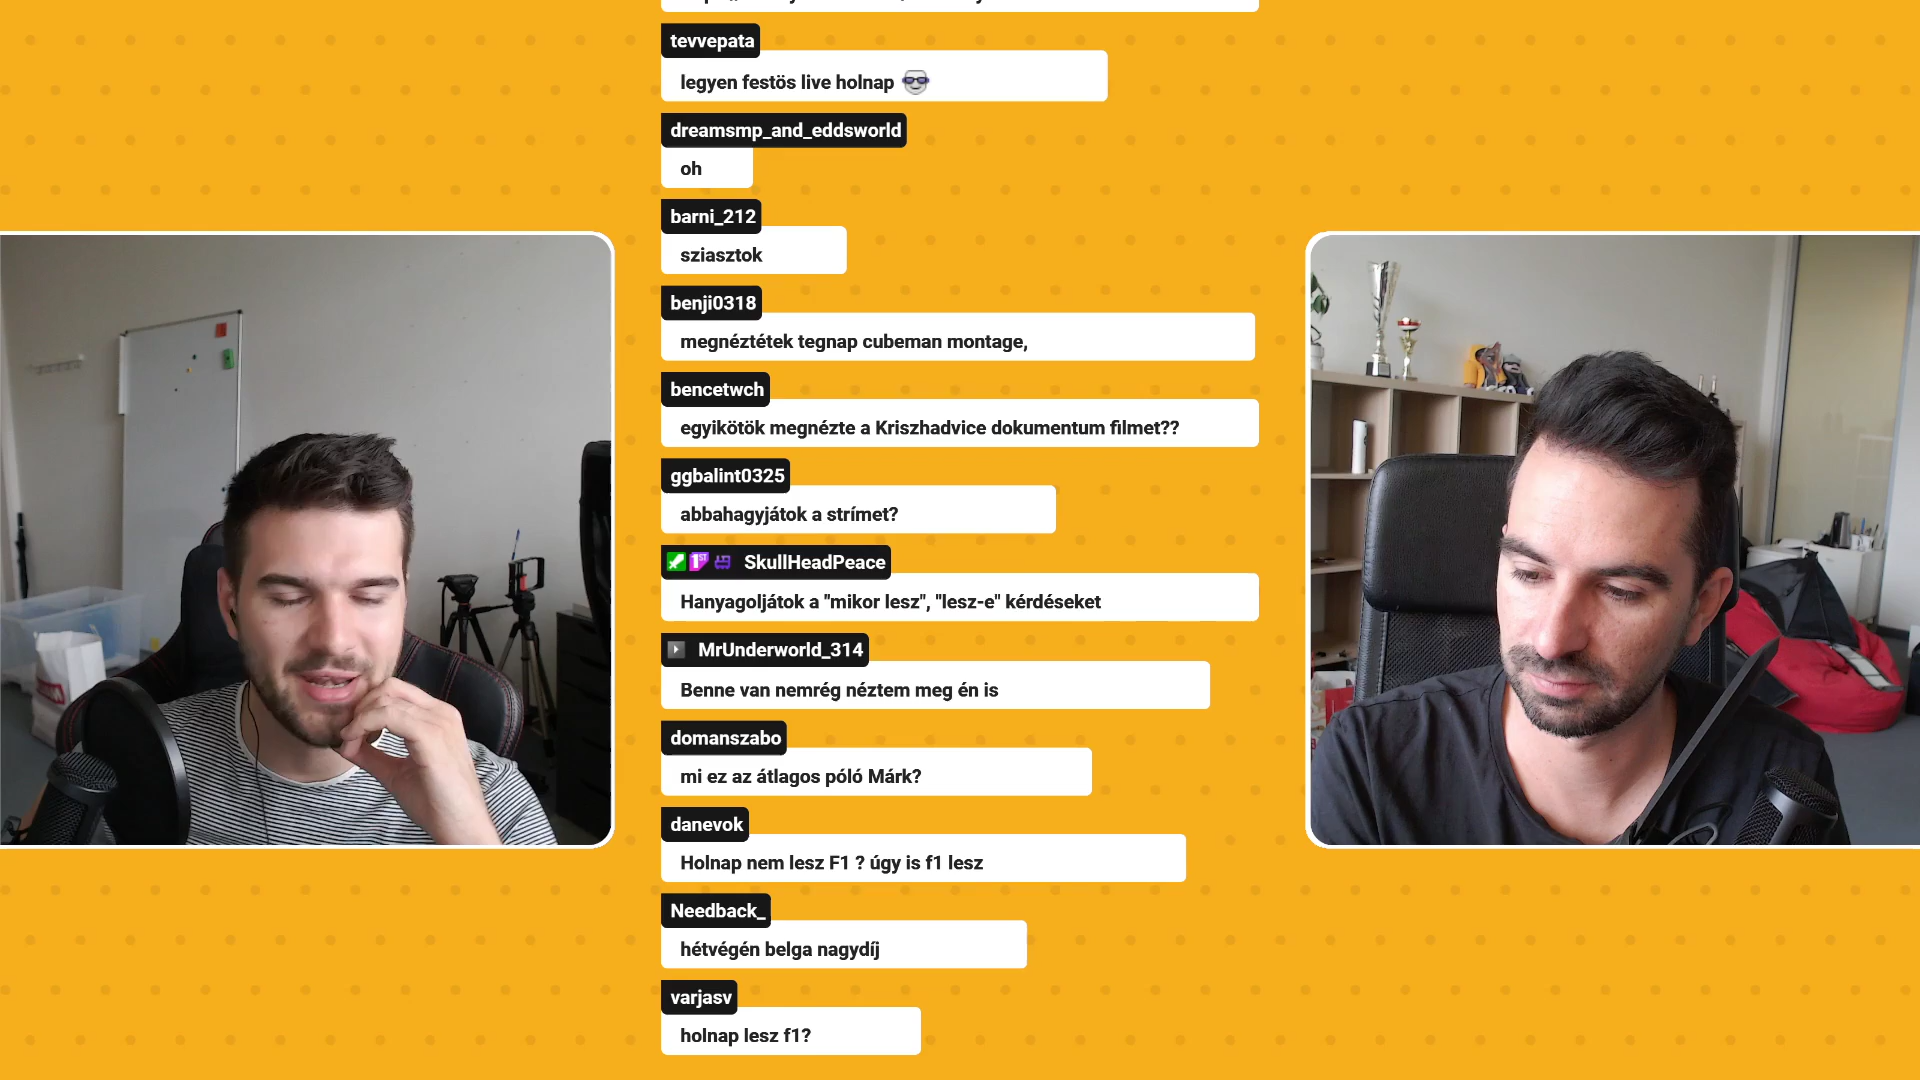 tevvepata
legyen festös live holnap
dreamsmp_and_eddsworld
oh
barni_212
sziasztok
benji0318
megnéztétek tegnap cubeman montage,
bencetwch
egyikötök megnézte a Kriszhadvice dokumentum filmet??
ggbalint0325
abbahagyjátok a strímet?
1ST SkullHeadPeace
Hanyagoljátok a "mikor lesz", "lesz-e" kérdéseket
MrUnderworld_314
Benne van nemrég néztem meg én is
domanszabo
mi ez az átlagos póló Márk?
danevok
Holnap nem lesz F1 ? úgy is f1 lesz
Needback_
hétvégén belga nagydíj
varjasv
holnap lesz f1?